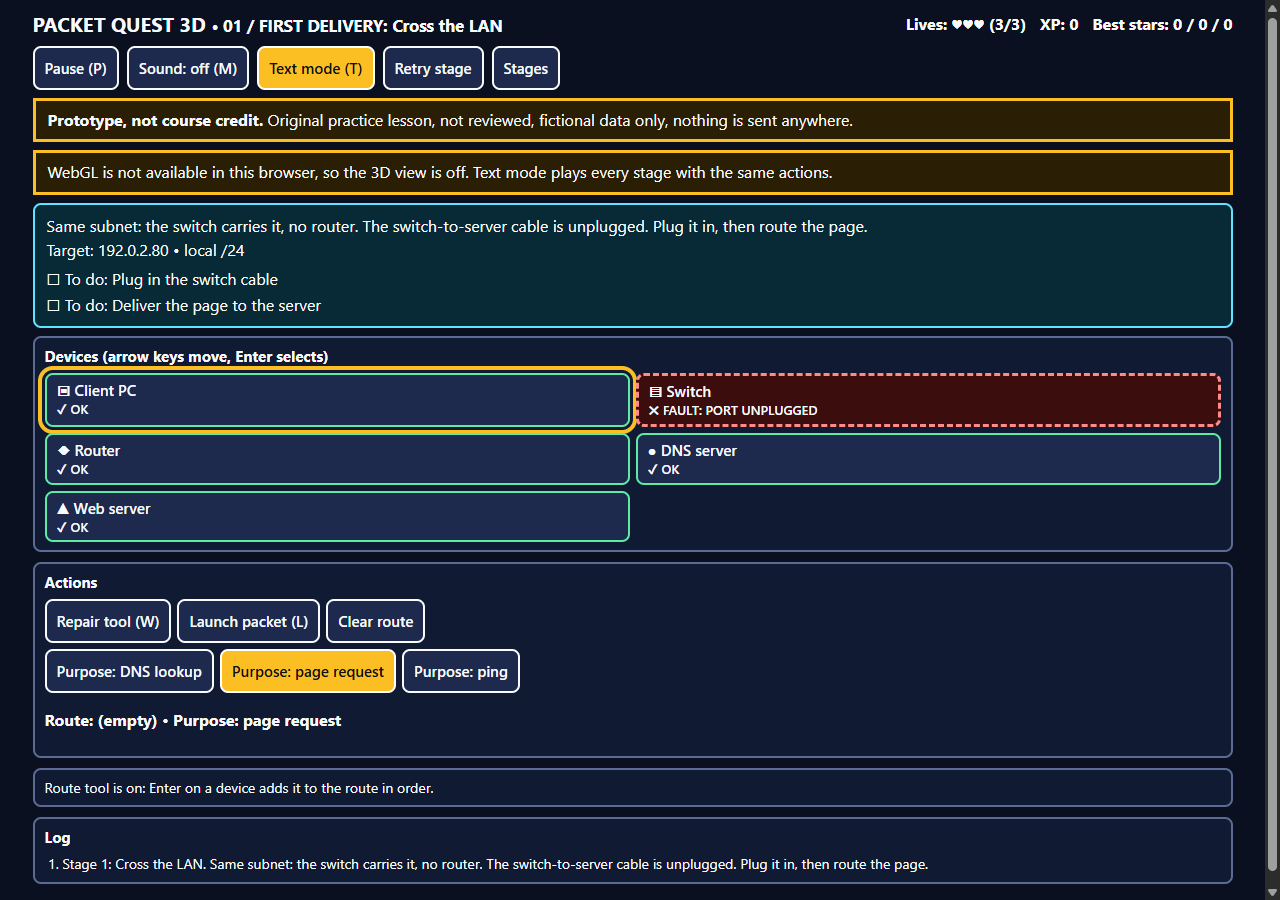 PACKET QUEST 3D • 01 / FIRST DELIVERY: Cross the LAN
Lives: ♥♥♥ (3/3) XP: 0 Best stars: 0 / 0 / 0
Pause (P) Sound: off (M) Text mode (T) Retry stage Stages
Prototype, not course credit. Original practice lesson, not reviewed, fictional data only, nothing is sent anywhere.
WebGL is not available in this browser, so the 3D view is off. Text mode plays every stage with the same actions.
Same subnet: the switch carries it, no router. The switch-to-server cable is unplugged. Plug it in, then route the page.
Target: 192.0.2.80 • local /24
☐ To do: Plug in the switch cable
☐ To do: Deliver the page to the server
Devices (arrow keys move, Enter selects)
▣ Client PC
✓ OK
▤ Switch
✕ FAULT: PORT UNPLUGGED
◆ Router
✓ OK
● DNS server
✓ OK
▲ Web server
✓ OK
Actions
Repair tool (W) Launch packet (L) Clear route
Purpose: DNS lookup Purpose: page request Purpose: ping
Route: (empty) • Purpose: page request
Route tool is on: Enter on a device adds it to the route in order.
Log
1. Stage 1: Cross the LAN. Same subnet: the switch carries it, no router. The switch-to-server cable is unplugged. Plug it in, then route the page.